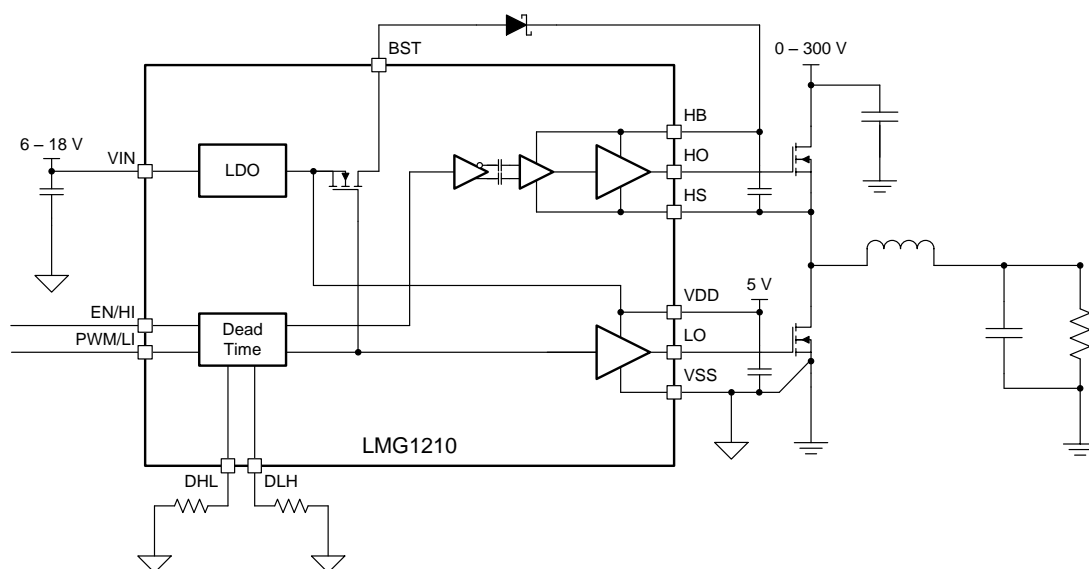 BST
0 – 300 V
6 – 18 V
VIN
LDO
HB
HO
HS
EN/HI
PWM/LI
Dead
Time
VDD
5 V
LO
VSS
LMG1210
DHL
DLH